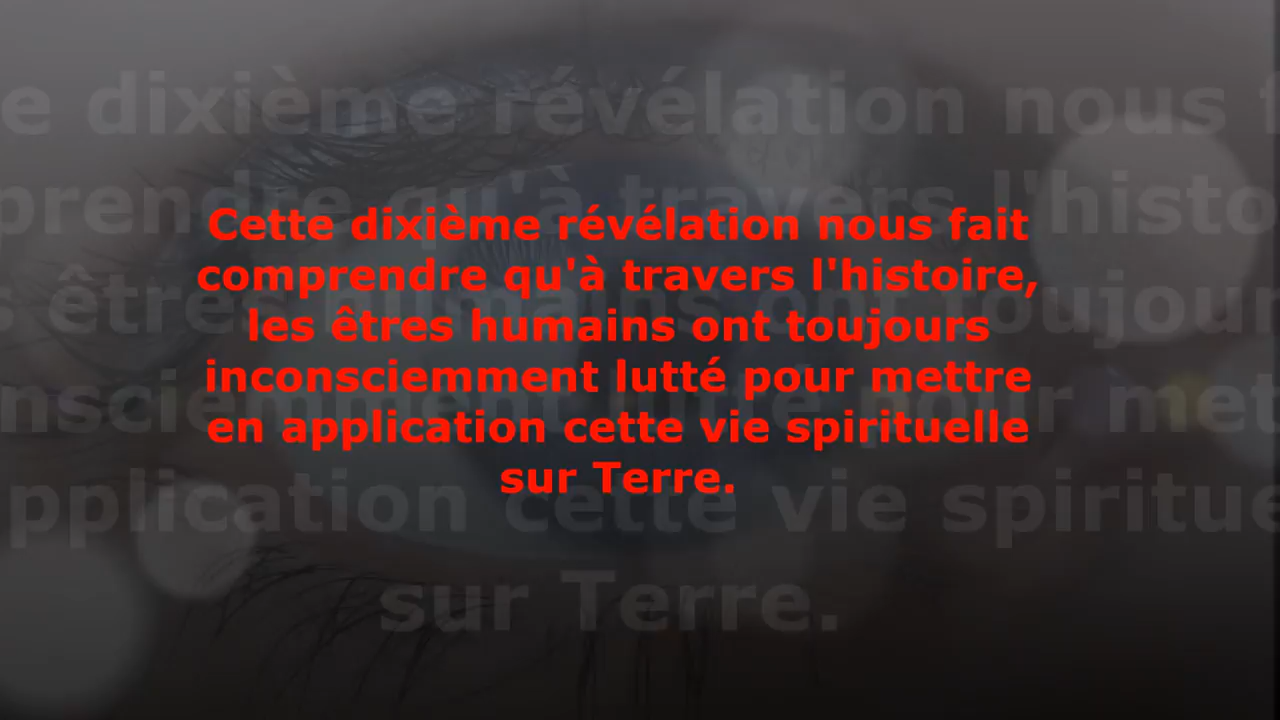 Cette dixième révélation nous fait
comprendre qu'à travers l'histoire,
les êtres humains ont toujours
inconsciemment lutté pour mettre
en application cette vie spirituelle
sur Terre.